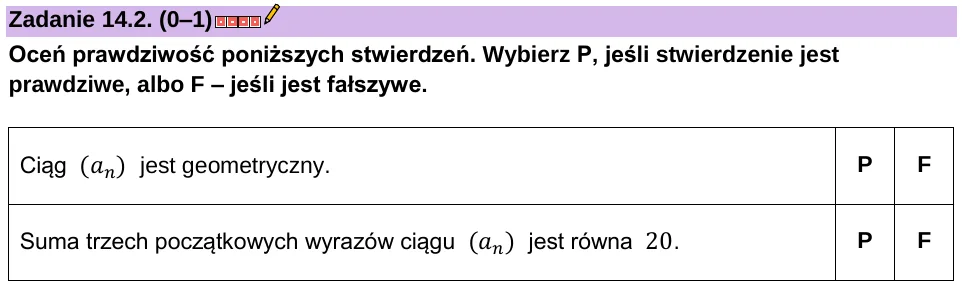 Zadanie 14.2. (0–1)
Oceń prawdziwość poniższych stwierdzeń. Wybierz P, jeśli stwierdzenie jest
prawdziwe, albo F – jeśli jest fałszywe.
Ciąg (aₙ) jest geometryczny. P F
Suma trzech początkowych wyrazów ciągu (aₙ) jest równa 20. P F